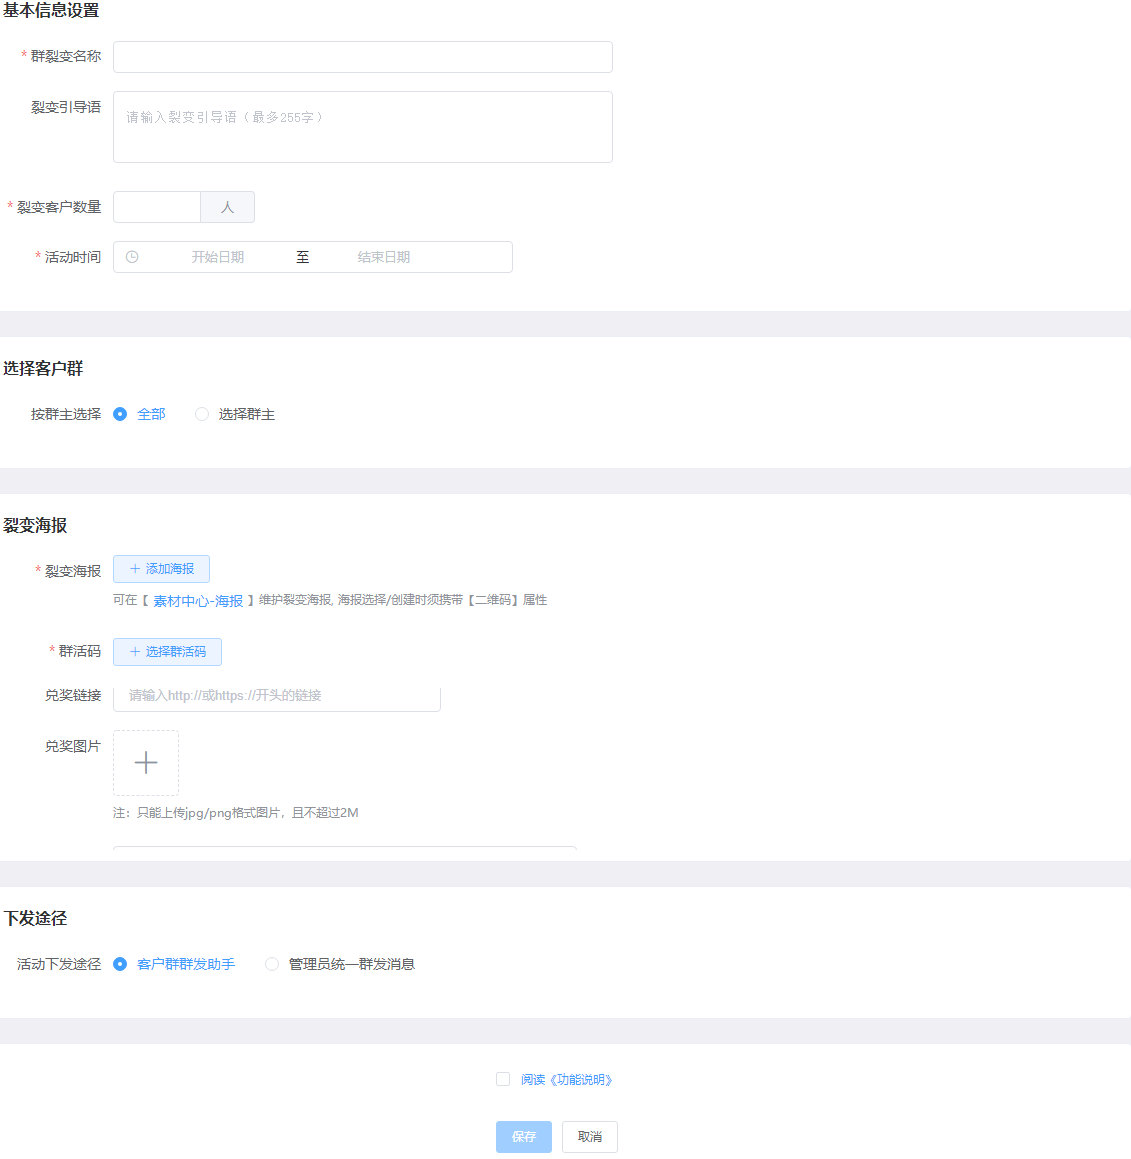 基本信息设置
* 群裂变名称
裂变引导语
请输入裂变引导语（最多255字）
* 裂变客户数量 人
* 活动时间 开始日期 至 结束日期
选择客户群
按群主选择 全部 选择群主
裂变海报
* 裂变海报 + 添加海报
可在【 素材中心-海报 】维护裂变海报, 海报选择/创建时须携带【二维码】属性
* 群活码 + 选择群活码
兑奖链接 请输入http://或https://开头的链接
兑奖图片
注：只能上传jpg/png格式图片，且不超过2M
下发途径
活动下发途径 客户群群发助手 管理员统一群发消息
阅读《功能说明》
保存 取消